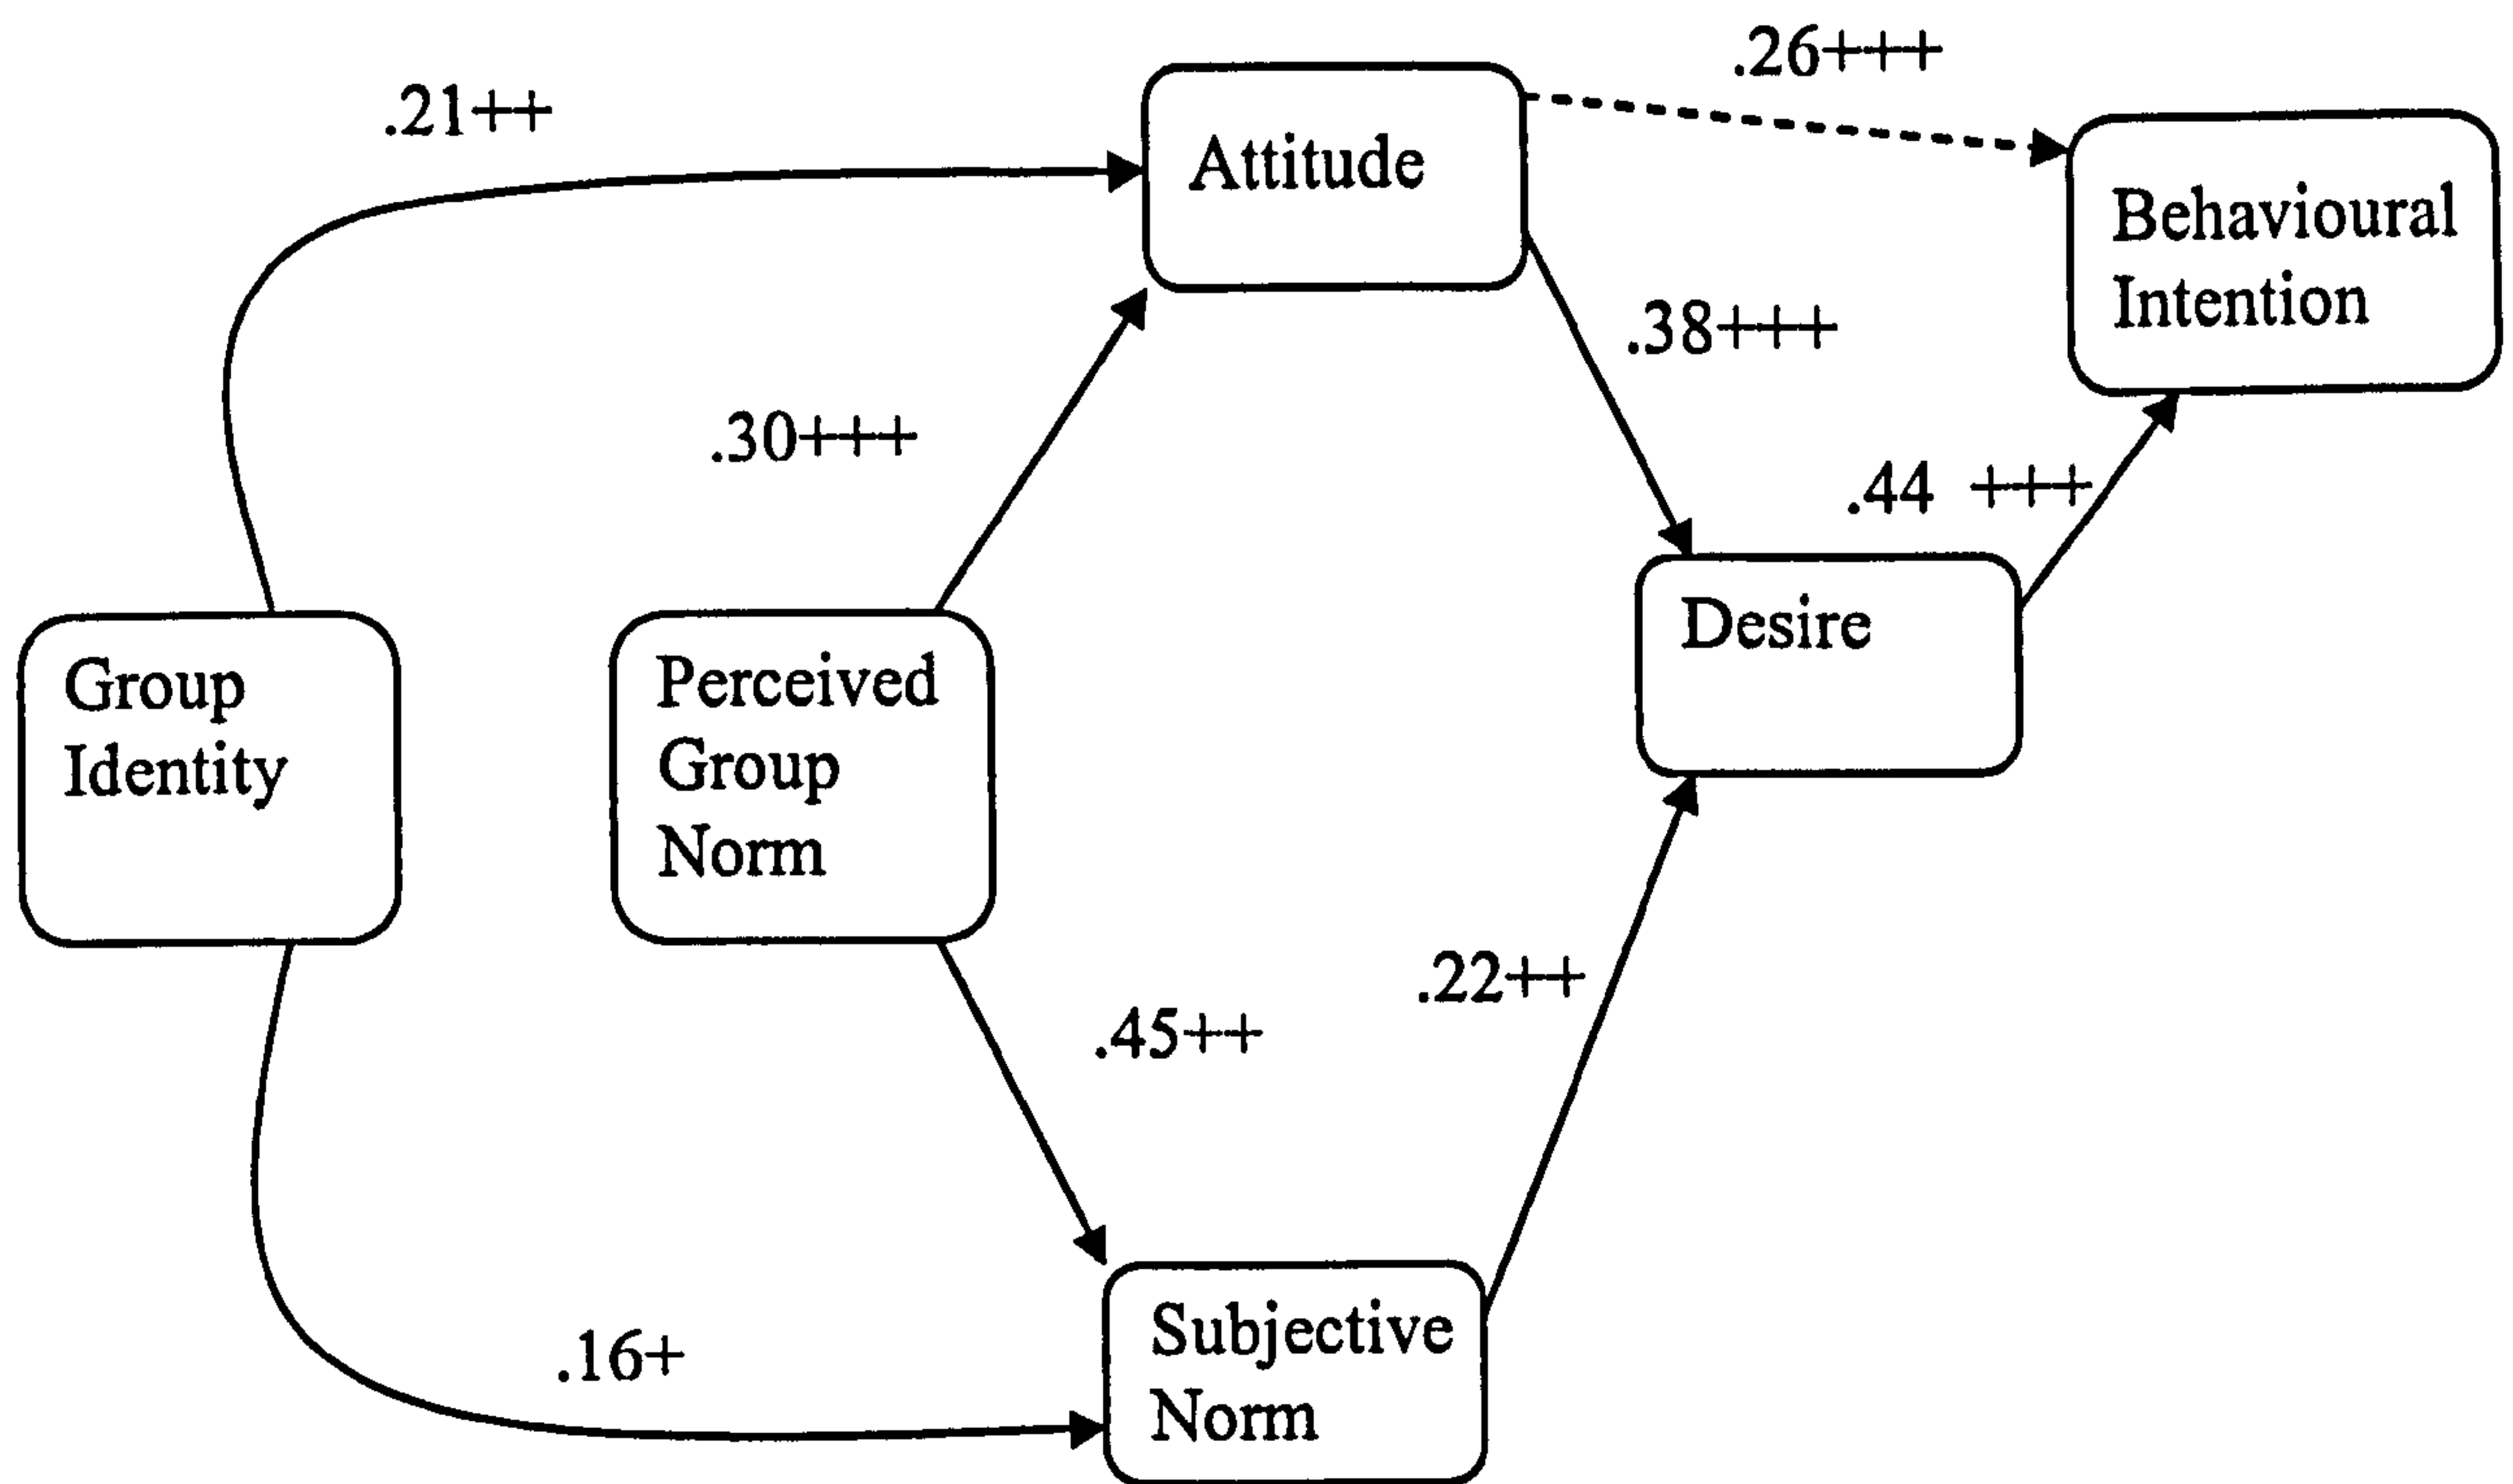 .26+++
.21++
Attitude
Behavioural
Intention
.38+++
.30+++
.44 +++
Desire
Group
Identity
Perceived
Group
Norm
.22++
.45++
.16+
Subjective
Norm